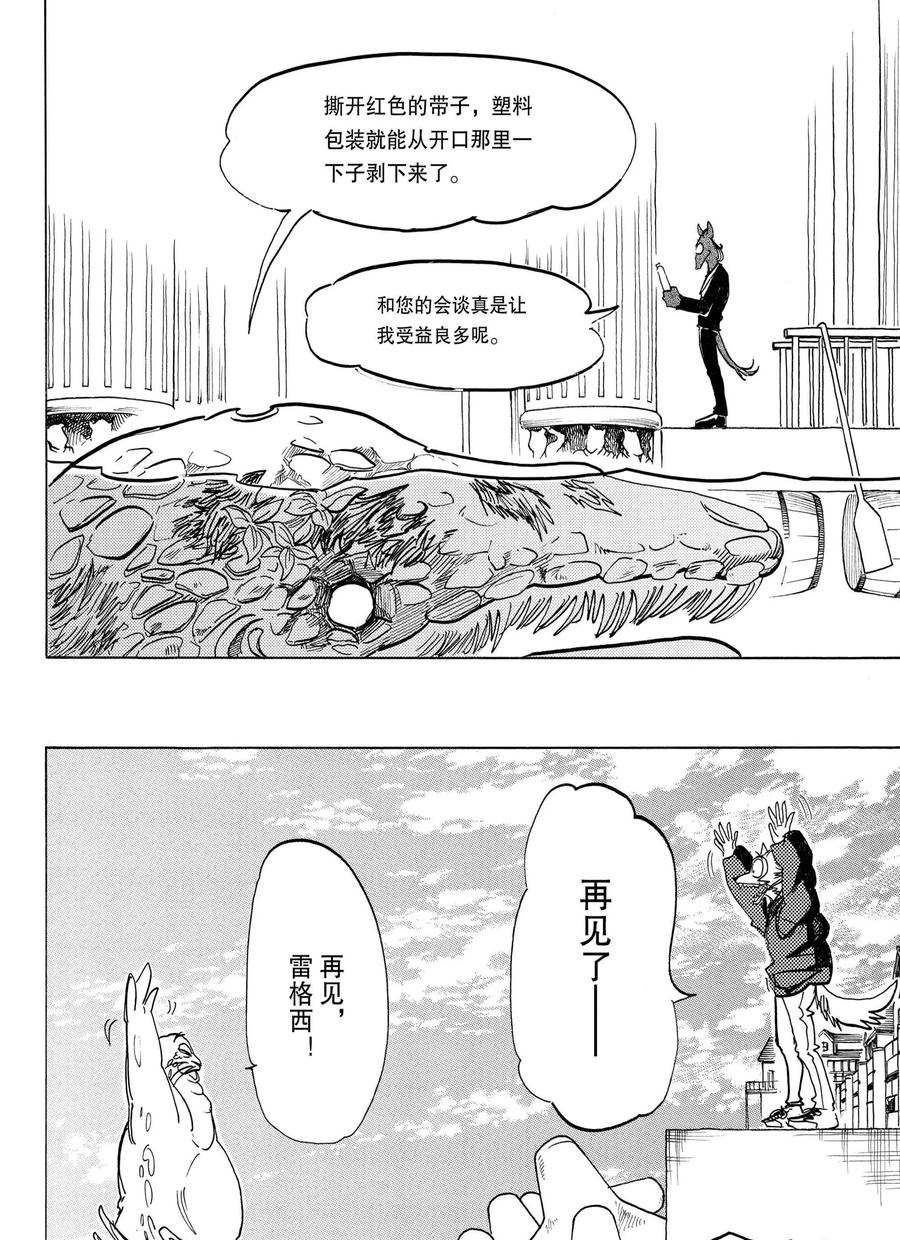 撕开红色的带子，塑料
包装就能从开口那里一
下子剥下来了。
和您的会谈真是让
我受益良多呢。
再见了——
再见，
雷格西！